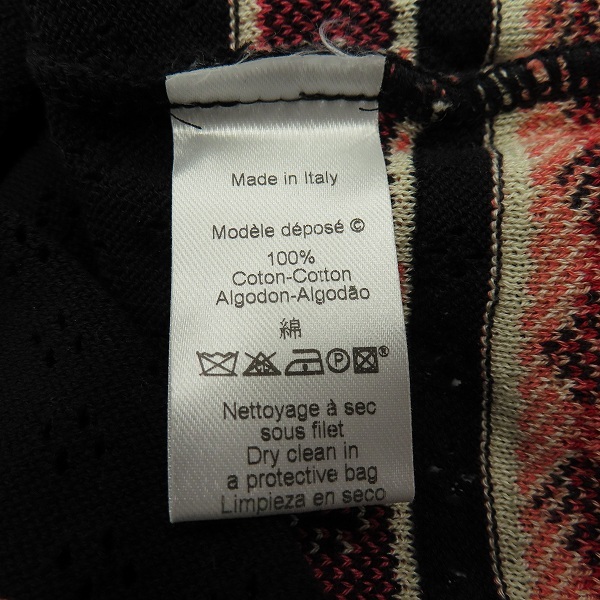 Made in Italy
Modèle déposé ©
100%
Coton-Cotton
Algodon-Algodão
綿
P ®
Nettoyage à sec
sous filet
Dry clean in
a protective bag
Limpieza en seco